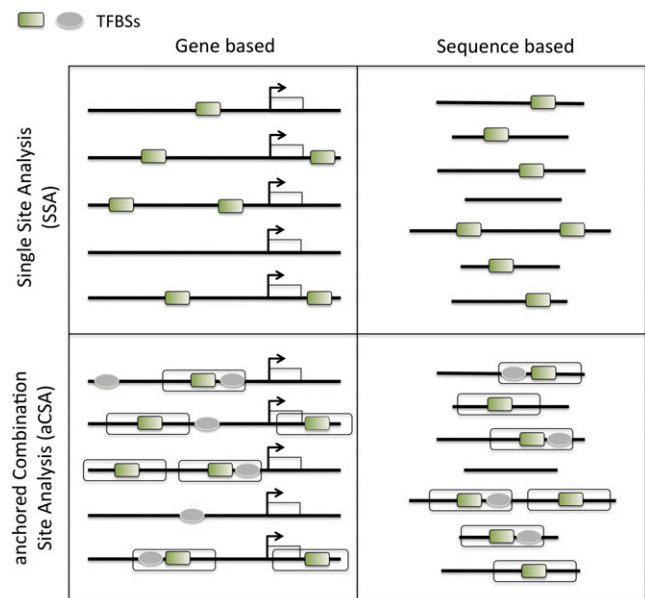 TFBSs
Gene based
Sequence based
Single Site Analysis
(SSA)
anchored Combination
Site Analysis (aCSA)